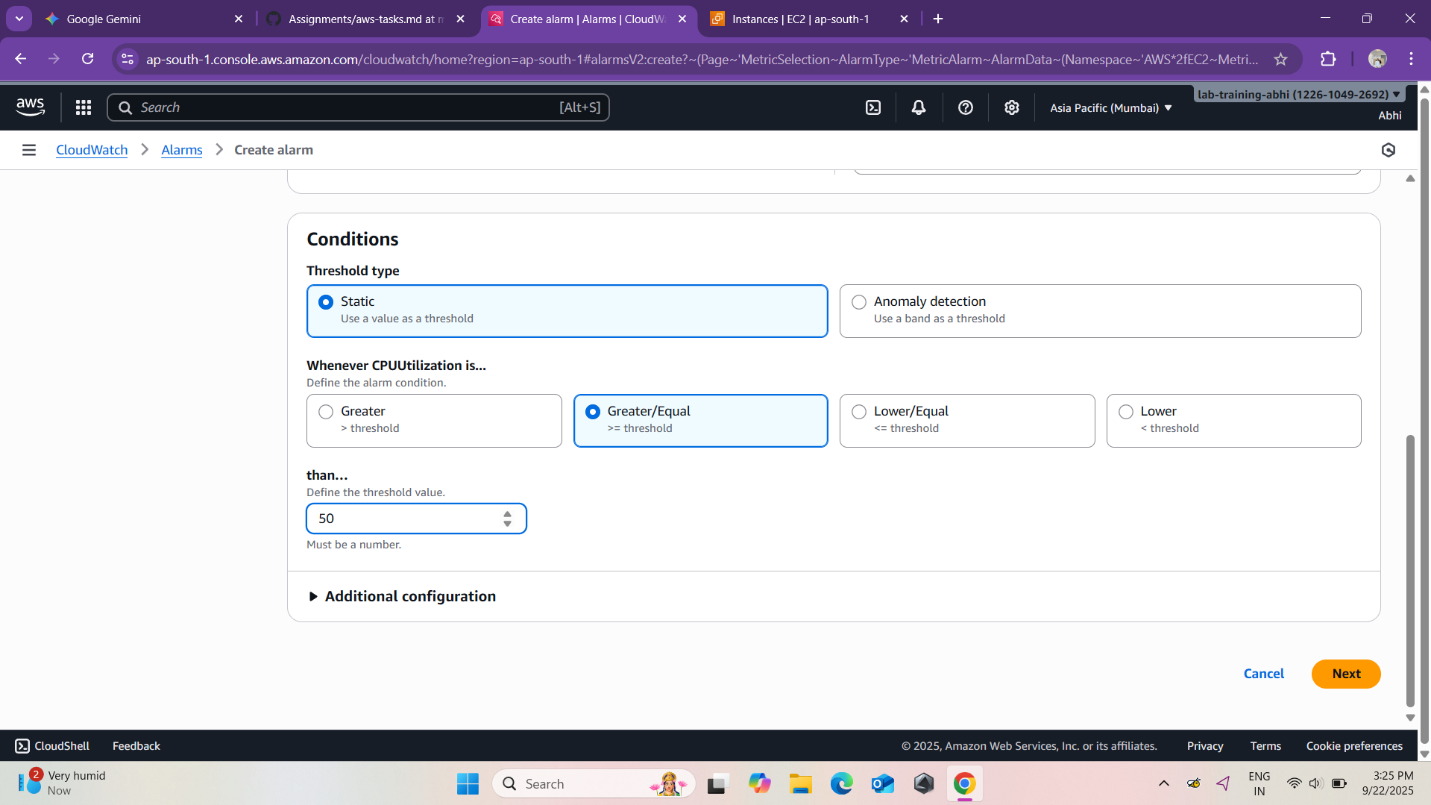 Google Gemini
Assignments/aws-tasks.md at m
Create alarm | Alarms | CloudW
Instances | EC2 | ap-south-1
ap-south-1.console.aws.amazon.com/cloudwatch/home?region=ap-south-1#alarmsV2:create?~(Page~'MetricSelection~AlarmType~'MetricAlarm~AlarmData~(Namespace~'AWS*2fEC2~Metri...
aws
Search
[Alt+S]
Asia Pacific (Mumbai)
lab-training-abhi (1226-1049-2692)
Abhi
CloudWatch
Alarms
Create alarm
Conditions
Threshold type
Static
Use a value as a threshold
Anomaly detection
Use a band as a threshold
Whenever CPUUtilization is...
Define the alarm condition.
Greater
> threshold
Greater/Equal
>= threshold
Lower/Equal
<= threshold
Lower
< threshold
than...
Define the threshold value.
50
Must be a number.
Additional configuration
Cancel
Next
CloudShell
Feedback
© 2025, Amazon Web Services, Inc. or its affiliates.
Privacy
Terms
Cookie preferences
2
Very humid
Now
Search
ENG
IN
3:25 PM
9/22/2025